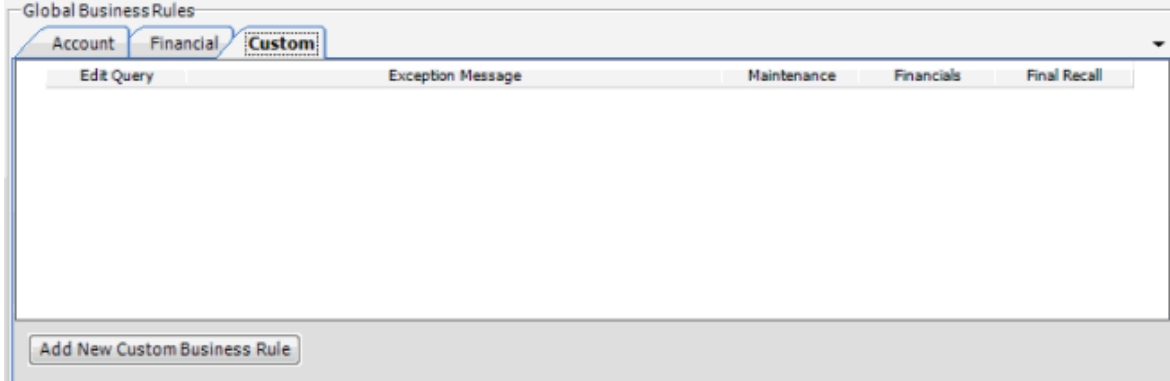 Global Business Rules
Account Financial Custom
Edit Query Exception Message Maintenance Financials Final Recall
Add New Custom Business Rule